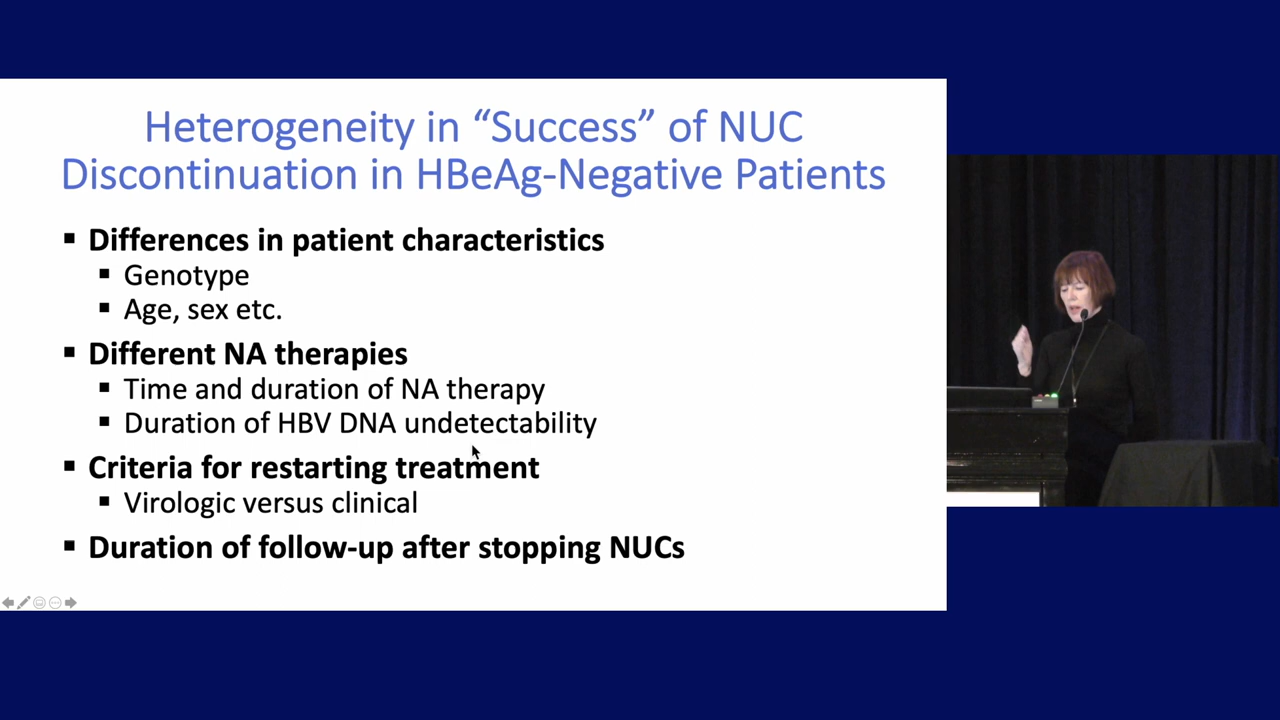 Heterogeneity in “Success” of NUC
Discontinuation in HBeAg-Negative Patients
▪ Differences in patient characteristics
▪ Genotype
▪ Age, sex etc.
▪ Different NA therapies
▪ Time and duration of NA therapy
▪ Duration of HBV DNA undetectability
▪ Criteria for restarting treatment
▪ Virologic versus clinical
▪ Duration of follow-up after stopping NUCs